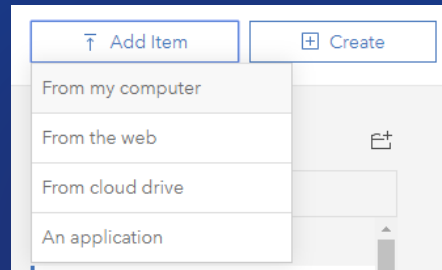 Add Item
Create
From my computer
From the web
From cloud drive
An application